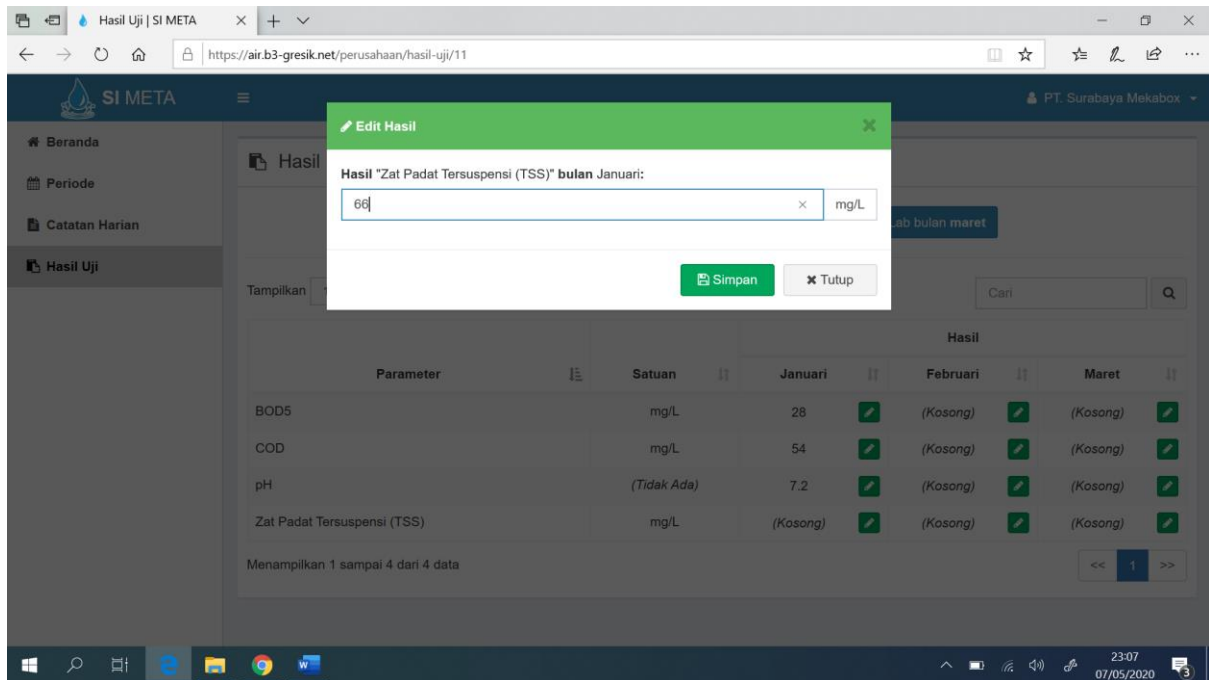 Hasil Uji | SI META
https://air.b3-gresik.net/perusahaan/hasil-uji/11
SI META
PT. Surabaya Mekabox
Beranda
Periode
Catatan Harian
Hasil Uji
Hasil
Edit Hasil
Hasil "Zat Padat Tersuspensi (TSS)" bulan Januari:
66 mg/L
Simpan Tutup
Lab bulan maret
Tampilkan
Cari
Hasil
Parameter Satuan Januari Februari Maret
BOD5 mg/L 28 (Kosong) (Kosong)
COD mg/L 54 (Kosong) (Kosong)
pH (Tidak Ada) 7.2 (Kosong) (Kosong)
Zat Padat Tersuspensi (TSS) mg/L (Kosong) (Kosong) (Kosong)
Menampilkan 1 sampai 4 dari 4 data
<< 1 >>
23:07
07/05/2020
3